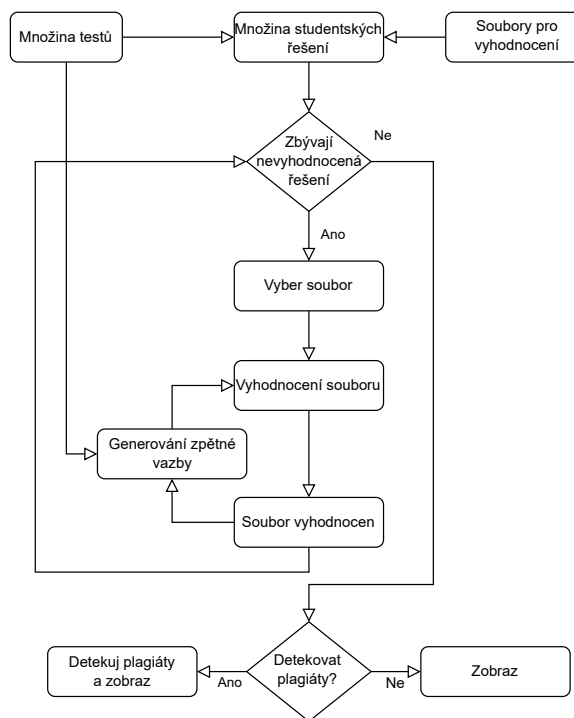 Množina testů
Množina studentských
řešení
Soubory pro
vyhodnocení
Zbývají
nevyhodnocená
řešení
Ne
Ano
Vyber soubor
Vyhodnocení souboru
Generování zpětné
vazby
Soubor vyhodnocen
Detekovat
plagiáty?
Detekuj plagiáty
a zobraz
Ano
Ne
Zobraz